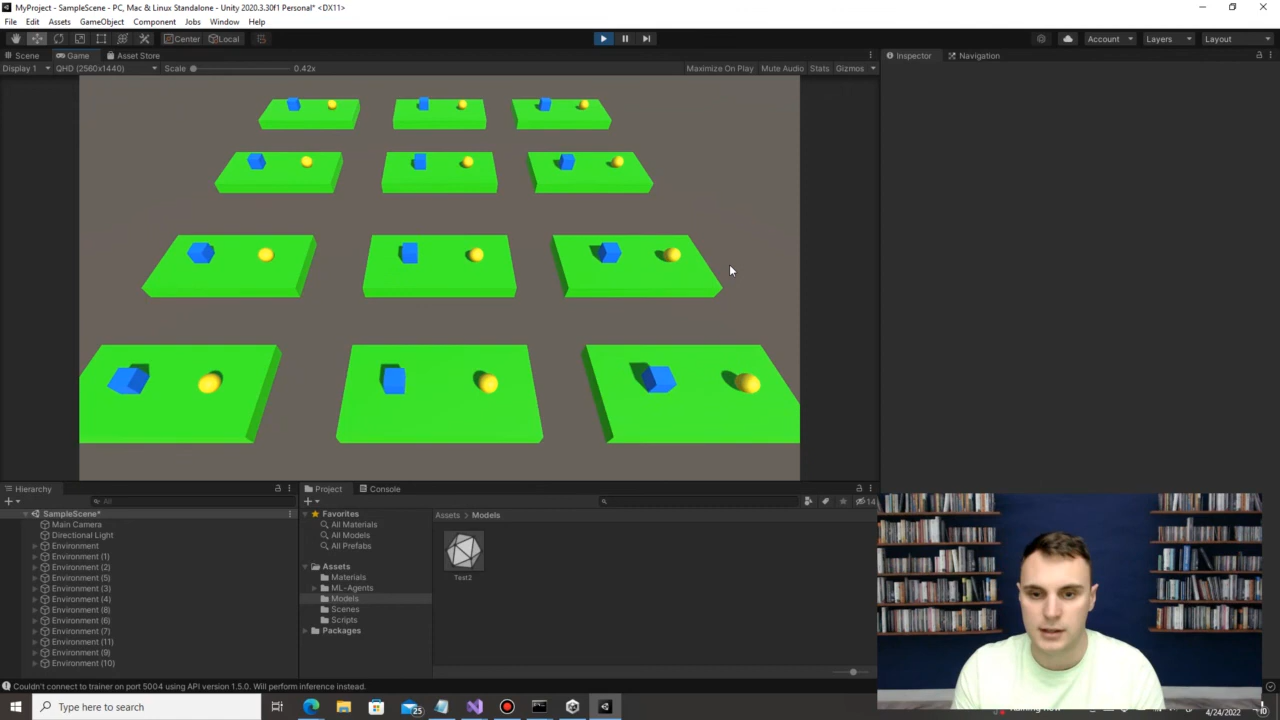 MyProject - SampleScene - PC, Mac & Linux Standalone - Unity 2020.3.30f1 Personal* <DX11>
File Edit Assets GameObject Component Jobs Window Help
Center Local Account Layers Layout
Scene Game Asset Store Inspector Navigation
Display 1 QHD (2560x1440) Scale 0.42x Maximize On Play Mute Audio Stats Gizmos
Hierarchy
All
SampleScene*
Main Camera
Directional Light
Environment
Environment (1)
Environment (2)
Environment (5)
Environment (3)
Environment (4)
Environment (8)
Environment (6)
Environment (7)
Environment (11)
Environment (9)
Environment (10)
Project Console
14
Favorites
All Materials
All Models
All Prefabs
Assets
Materials
ML-Agents
Models
Scenes
Scripts
Packages
Assets > Models
Test2
Couldn't connect to trainer on port 5004 using API version 1.5.0. Will perform inference instead.
Type here to search
25
4/24/2022